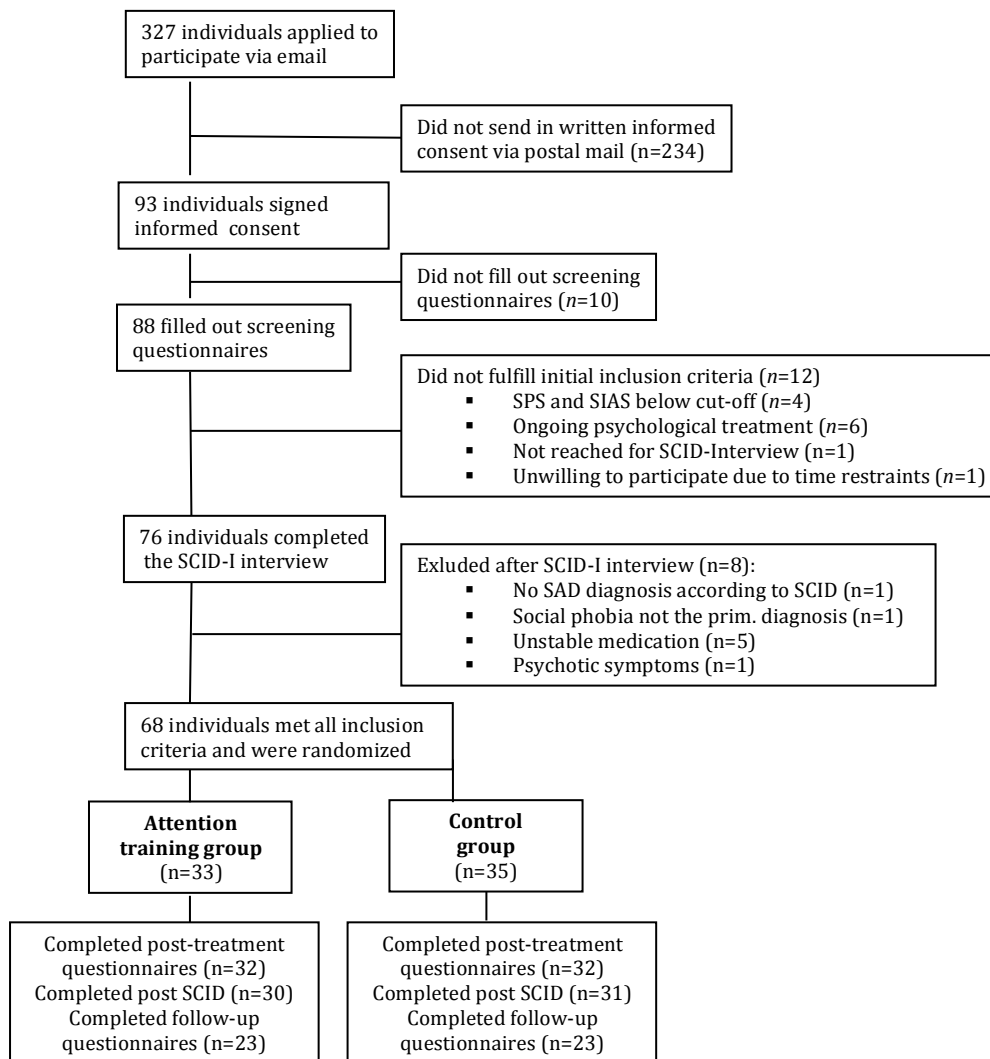 327 individuals applied to
participate via email
Did not send in written informed
consent via postal mail (n=234)
93 individuals signed
informed consent
Did not fill out screening
questionnaires (n=10)
88 filled out screening
questionnaires
Did not fulfill initial inclusion criteria (n=12)
▪ SPS and SIAS below cut-off (n=4)
▪ Ongoing psychological treatment (n=6)
▪ Not reached for SCID-Interview (n=1)
▪ Unwilling to participate due to time restraints (n=1)
76 individuals completed
the SCID-I interview
Exluded after SCID-I interview (n=8):
▪ No SAD diagnosis according to SCID (n=1)
▪ Social phobia not the prim. diagnosis (n=1)
▪ Unstable medication (n=5)
▪ Psychotic symptoms (n=1)
68 individuals met all inclusion
criteria and were randomized
Attention
training group
(n=33)
Control
group
(n=35)
Completed post-treatment
questionnaires (n=32)
Completed post SCID (n=30)
Completed follow-up
questionnaires (n=23)
Completed post-treatment
questionnaires (n=32)
Completed post SCID (n=31)
Completed follow-up
questionnaires (n=23)